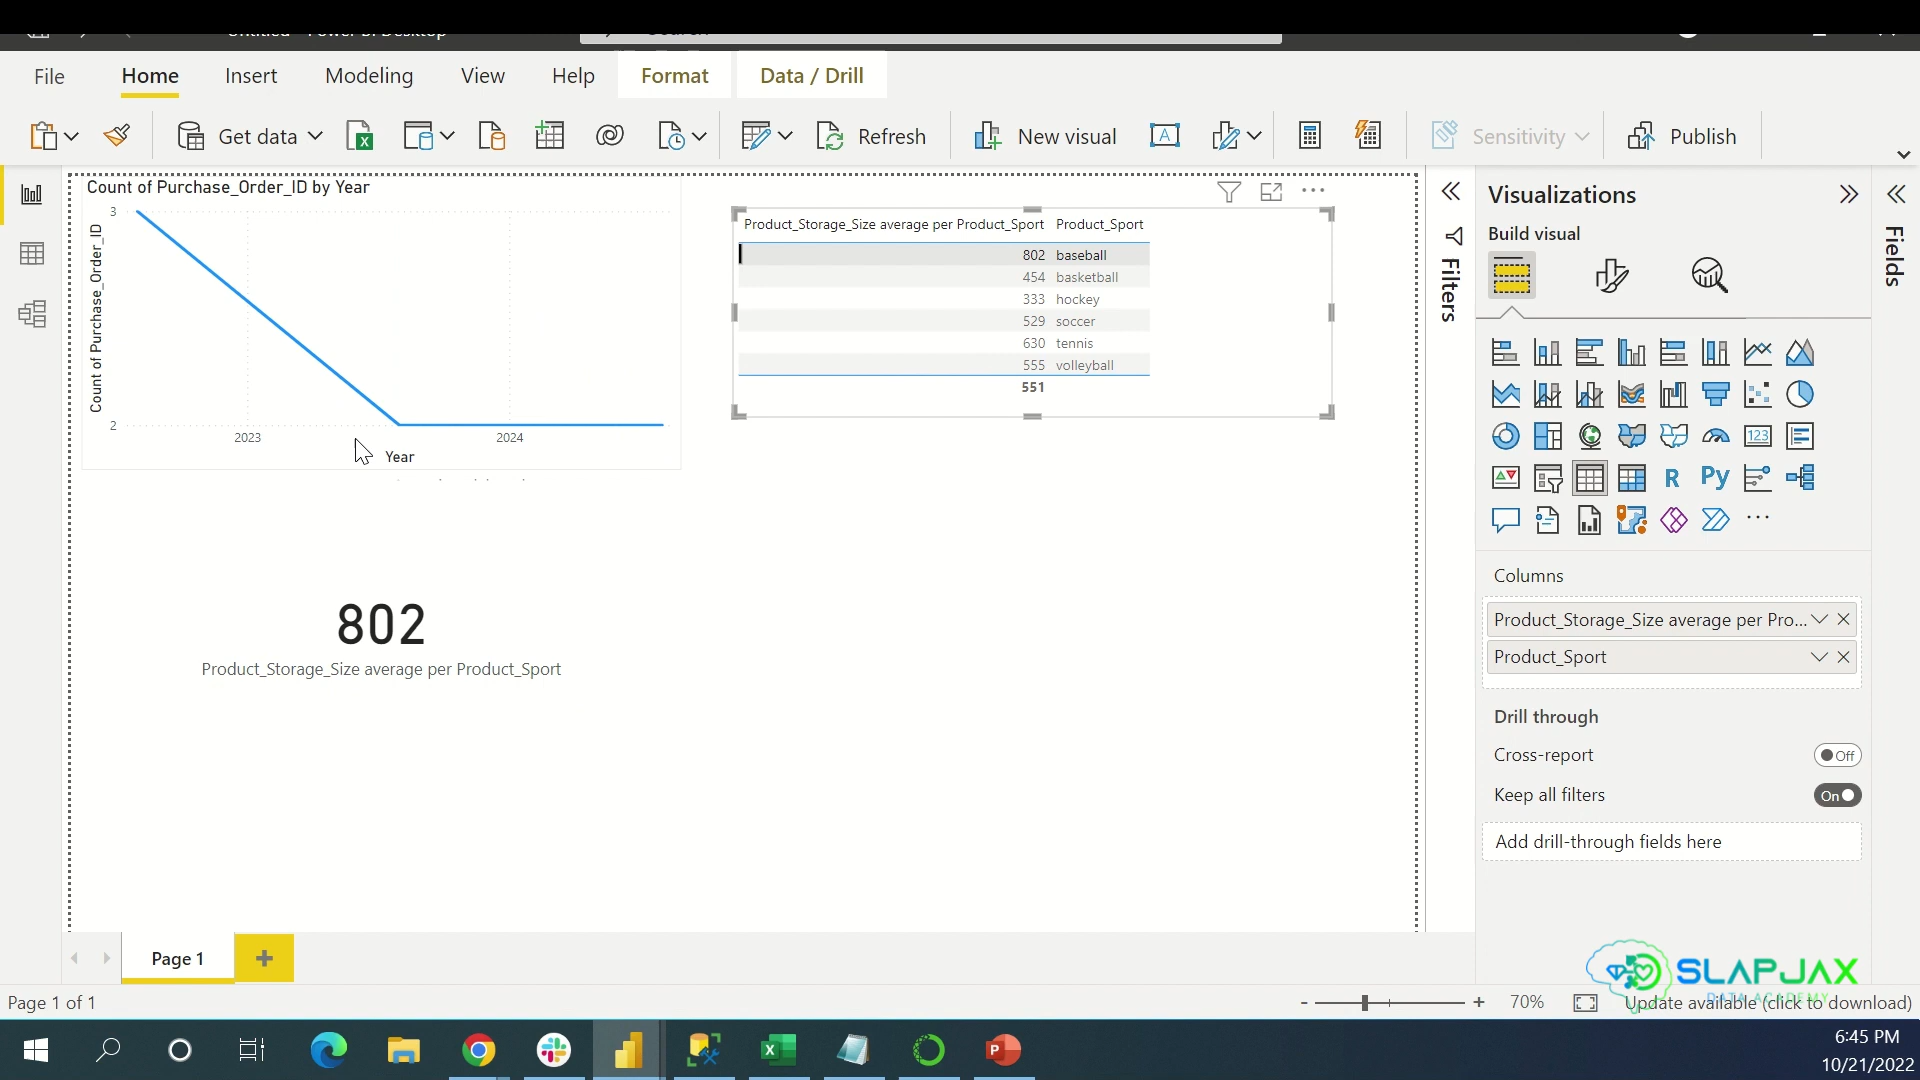 File Home Insert Modeling View Help Format Data / Drill
Get data Refresh New visual Sensitivity Publish
Count of Purchase_Order_ID by Year
Count of Purchase_Order_ID
3
2
2023 2024
Year
Product_Storage_Size average per Product_Sport Product_Sport
802 baseball
454 basketball
333 hockey
529 soccer
630 tennis
555 volleyball
551
802
Product_Storage_Size average per Product_Sport
Filters
Visualizations
Build visual
123
R Py
Columns
Product_Storage_Size average per Pro...
Product_Sport
Drill through
Cross-report Off
Keep all filters On
Add drill-through fields here
Fields
Page 1
Page 1 of 1
- + 70% Update available (click to download)
SLAPJAX
DATA ACADEMY
6:45 PM
10/21/2022